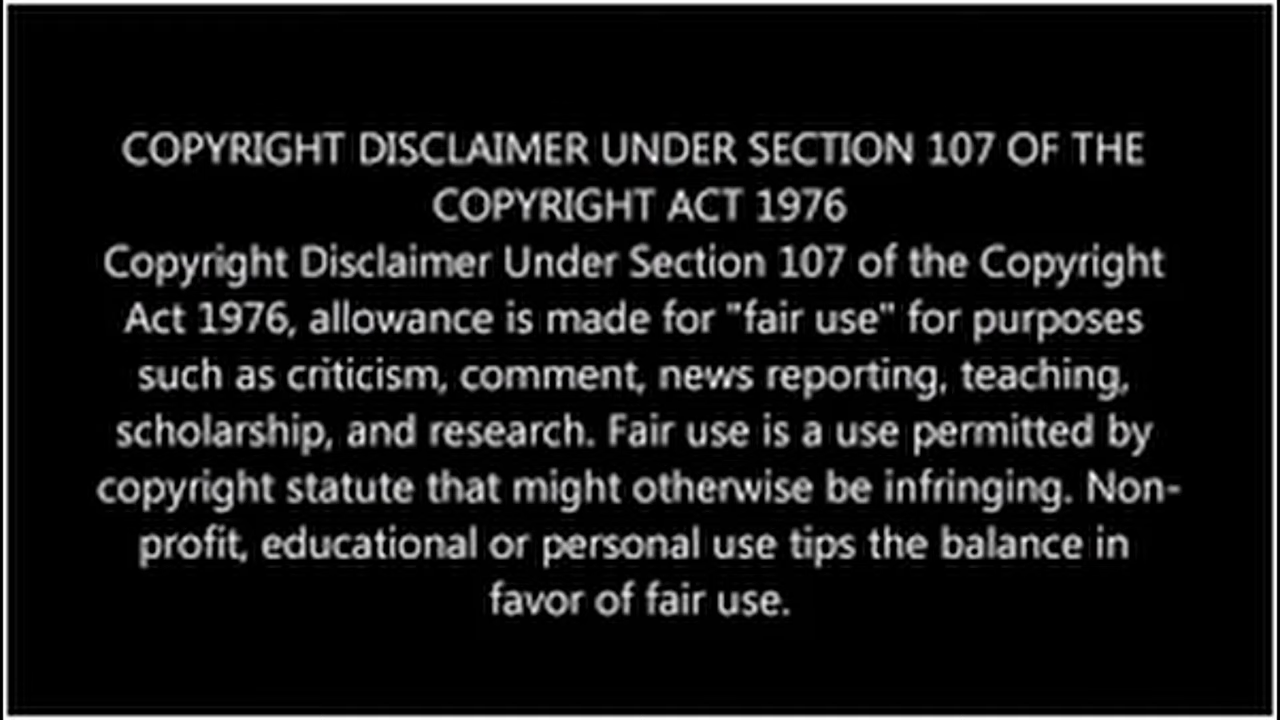 COPYRIGHT DISCLAIMER UNDER SECTION 107 OF THE
COPYRIGHT ACT 1976
Copyright Disclaimer Under Section 107 of the Copyright
Act 1976, allowance is made for "fair use" for purposes
such as criticism, comment, news reporting, teaching,
scholarship, and research. Fair use is a use permitted by
copyright statute that might otherwise be infringing. Non-
profit, educational or personal use tips the balance in
favor of fair use.